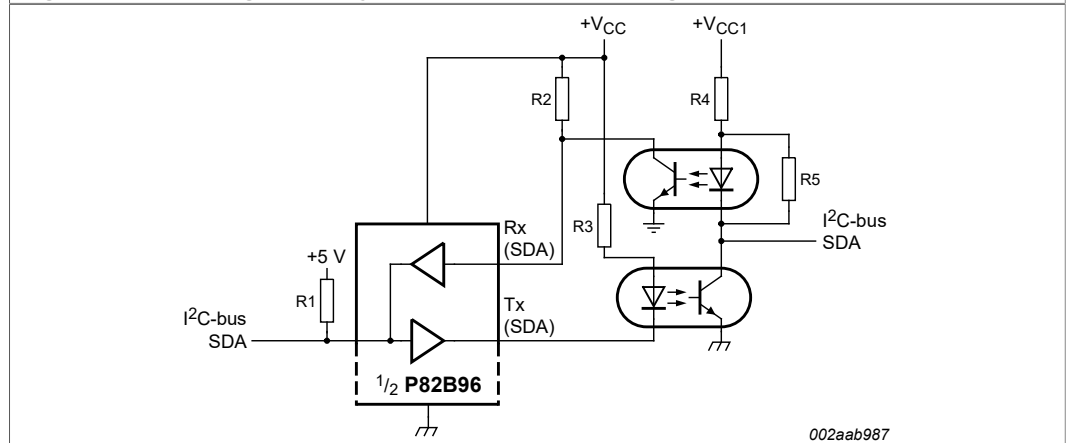 +VCC
+VCC1
R2
R4
R5
R3
Rx
(SDA)
I2C-bus
SDA
+5 V
R1
Tx
(SDA)
I2C-bus
SDA
1/2 P82B96
002aab987